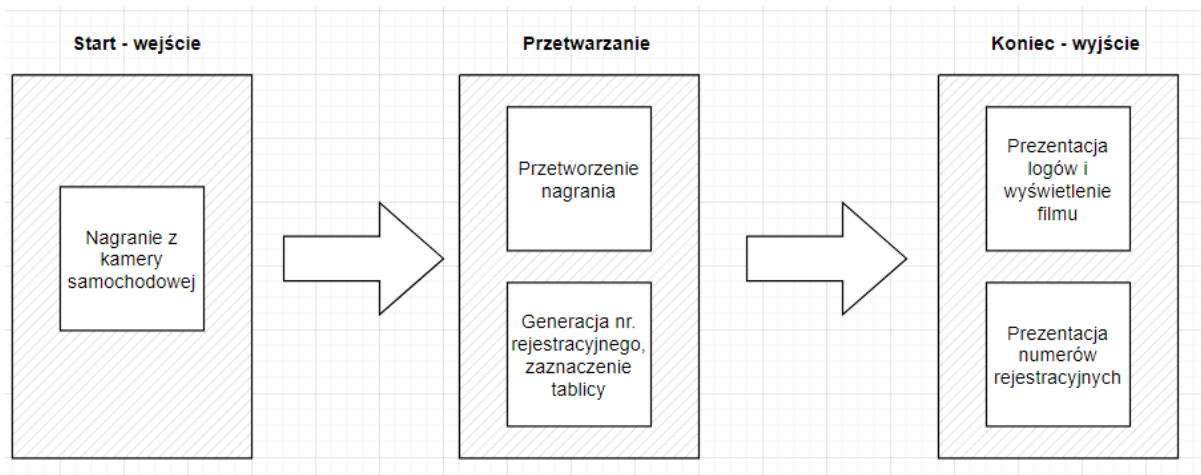 Start - wejście
Przetwarzanie
Koniec - wyjście
Nagranie z
kamery
samochodowej
Przetworzenie
nagrania
Generacja nr.
rejestracyjnego,
zaznaczenie
tablicy
Prezentacja
logów i
wyświetlenie
filmu
Prezentacja
numerów
rejestracyjnych